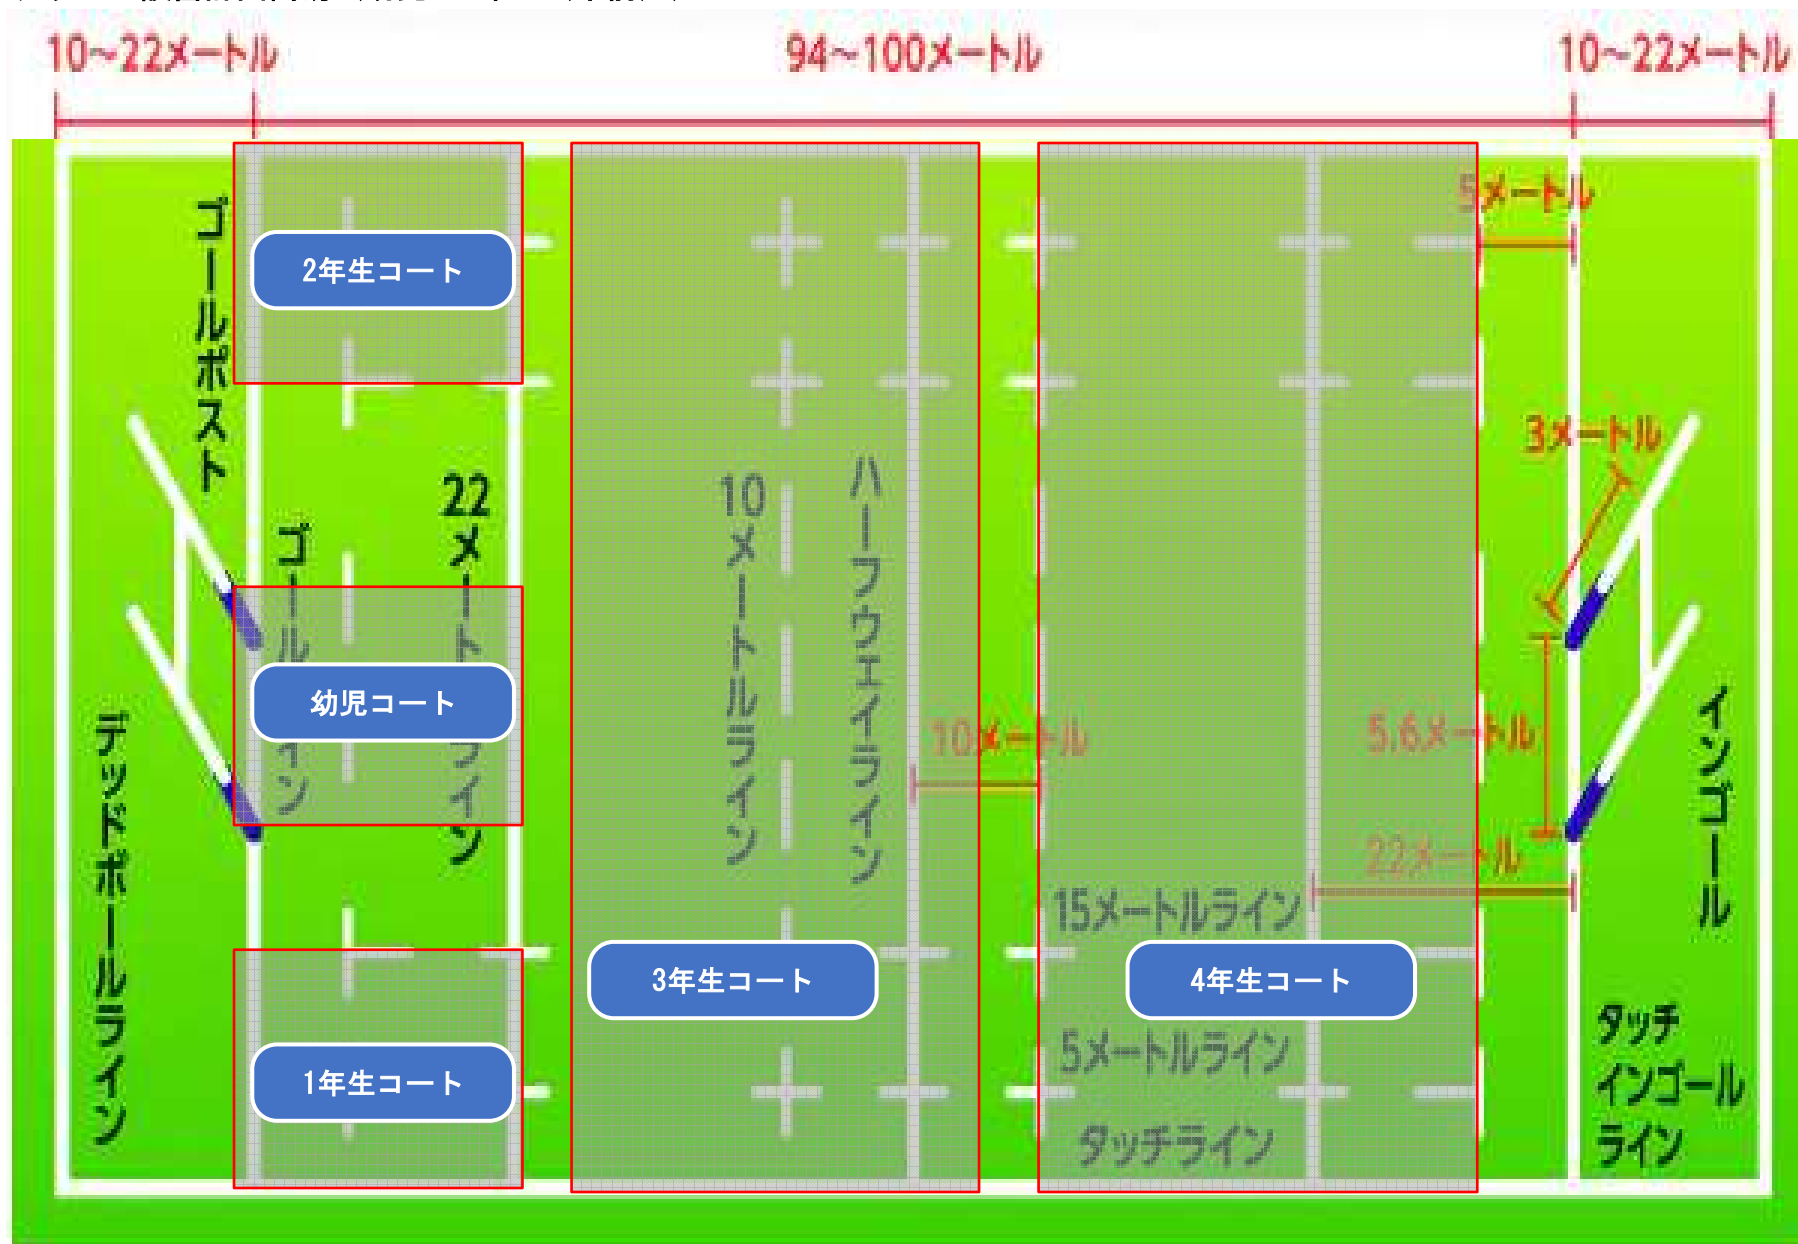 10～22メートル
94～100メートル
10～22メートル
5メートル
ゴールポスト
2年生コート
3メートル
22メートルライン
ゴールライン
10メートルライン
ハーフウェイライン
幼児コート
10メートル
5.6メートル
22メートル
インゴール
デッドボールライン
15メートルライン
3年生コート
4年生コート
5メートルライン
1年生コート
タッチライン
タッチ
インゴール
ライン